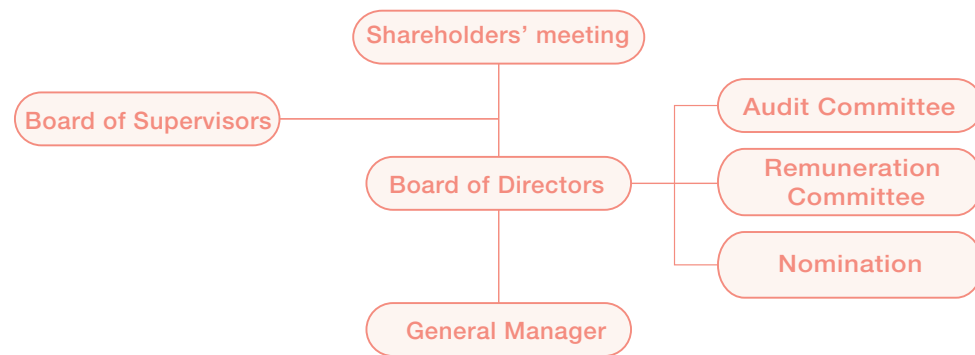 Shareholders’ meeting
Board of Supervisors
Audit Committee
Board of Directors
Remuneration
Committee
Nomination
General Manager